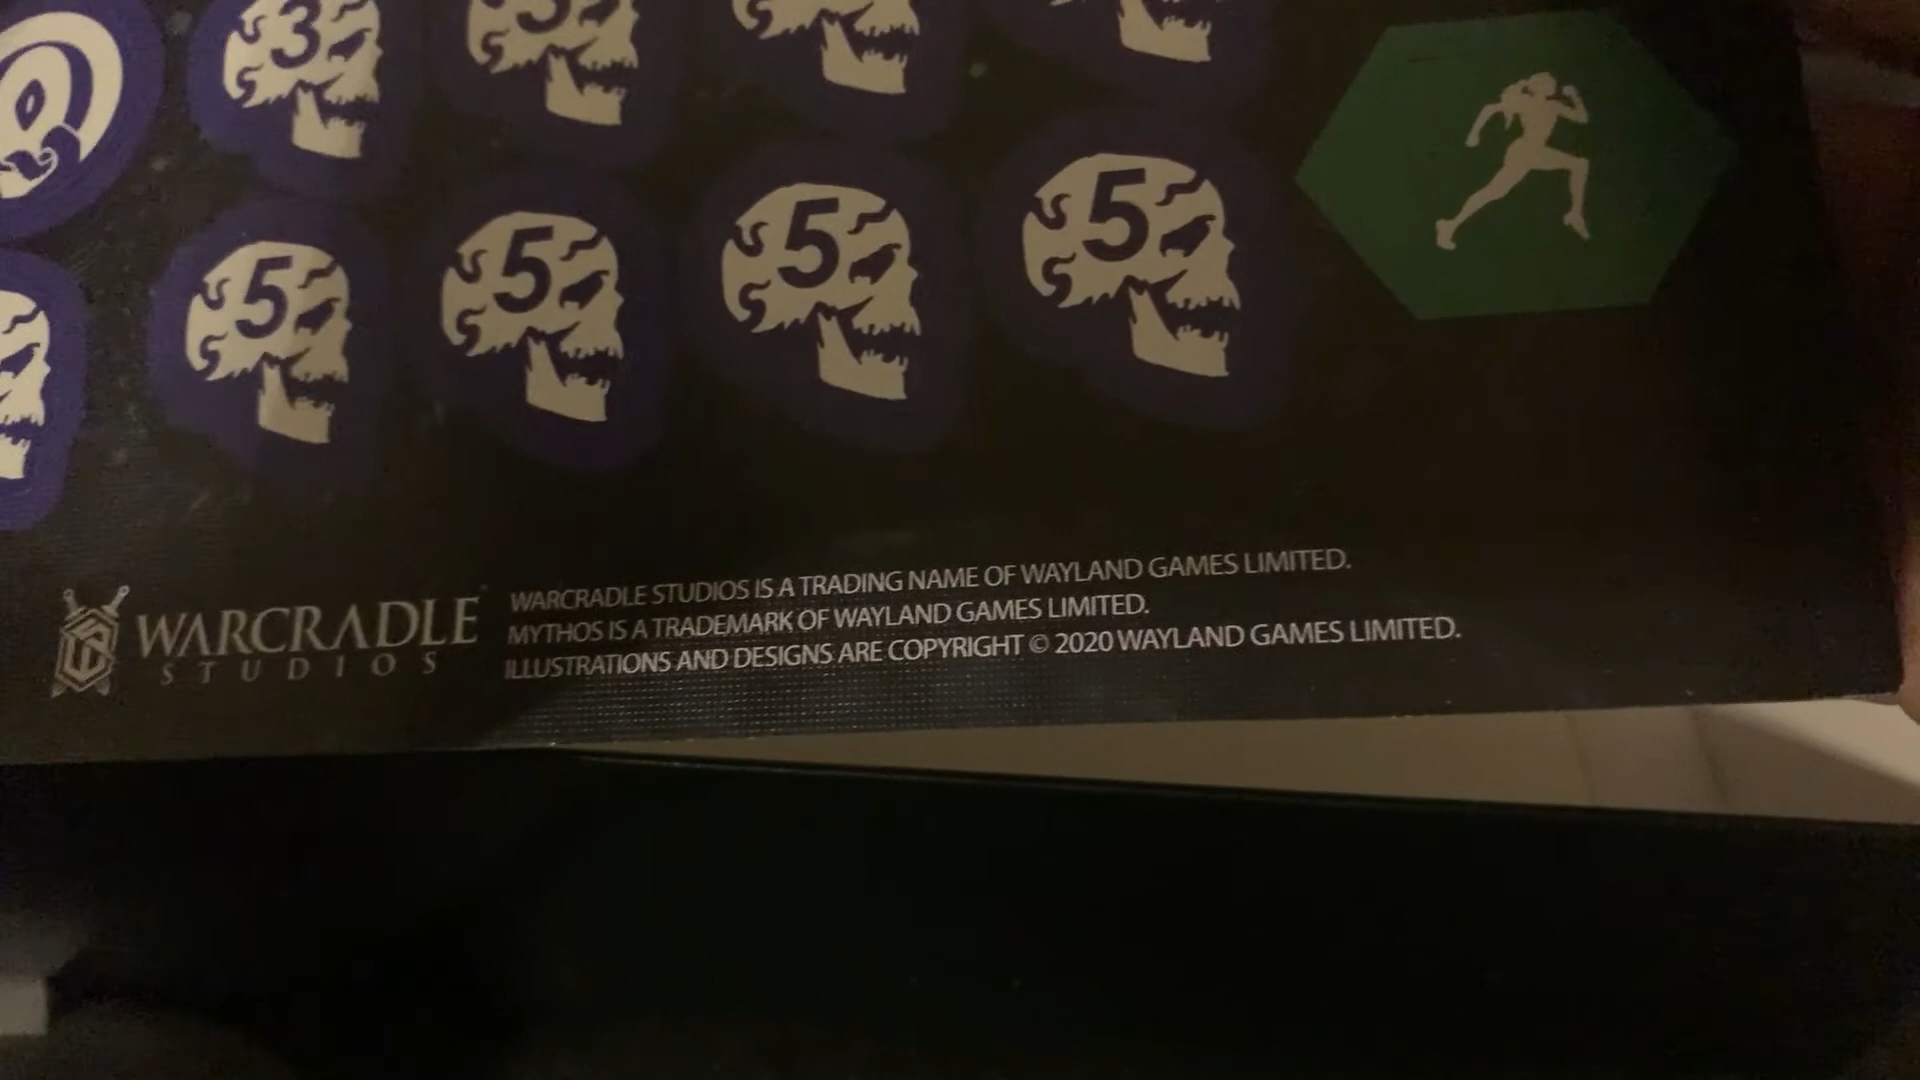 3 5
5 5 5 5
WARCRADLE
STUDIOS
WARCRADLE STUDIOS IS A TRADING NAME OF WAYLAND GAMES LIMITED.
MYTHOS IS A TRADEMARK OF WAYLAND GAMES LIMITED.
ILLUSTRATIONS AND DESIGNS ARE COPYRIGHT © 2020 WAYLAND GAMES LIMITED.